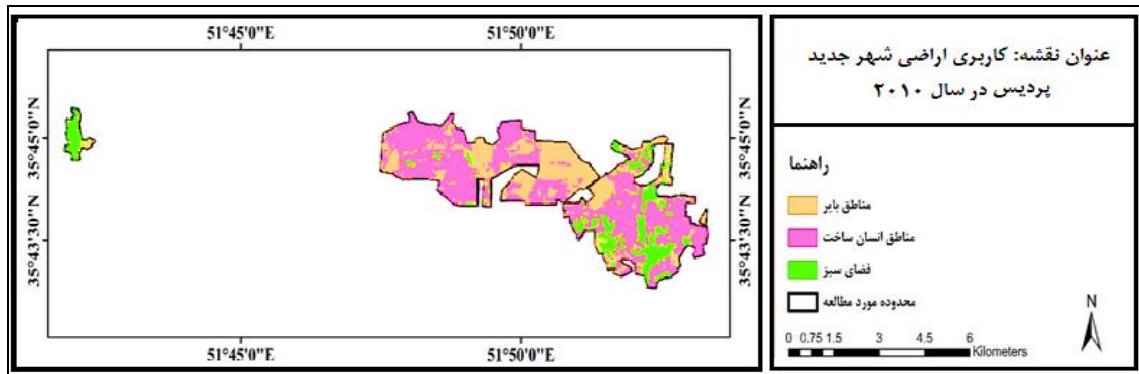 51°45'0"E
51°50'0"E
35°45'0"N
35°43'30"N
35°45'0"N
35°43'30"N
51°45'0"E
51°50'0"E
عنوان نقشه: کاربری اراضی شهر جدید
پردیس در سال ۲۰۱۰
راهنما
مناطق بایر
مناطق انسان ساخت
فضای سبز
محدوده مورد مطالعه
N
0 0.75 1.5 3 4.5 6
Kilometers